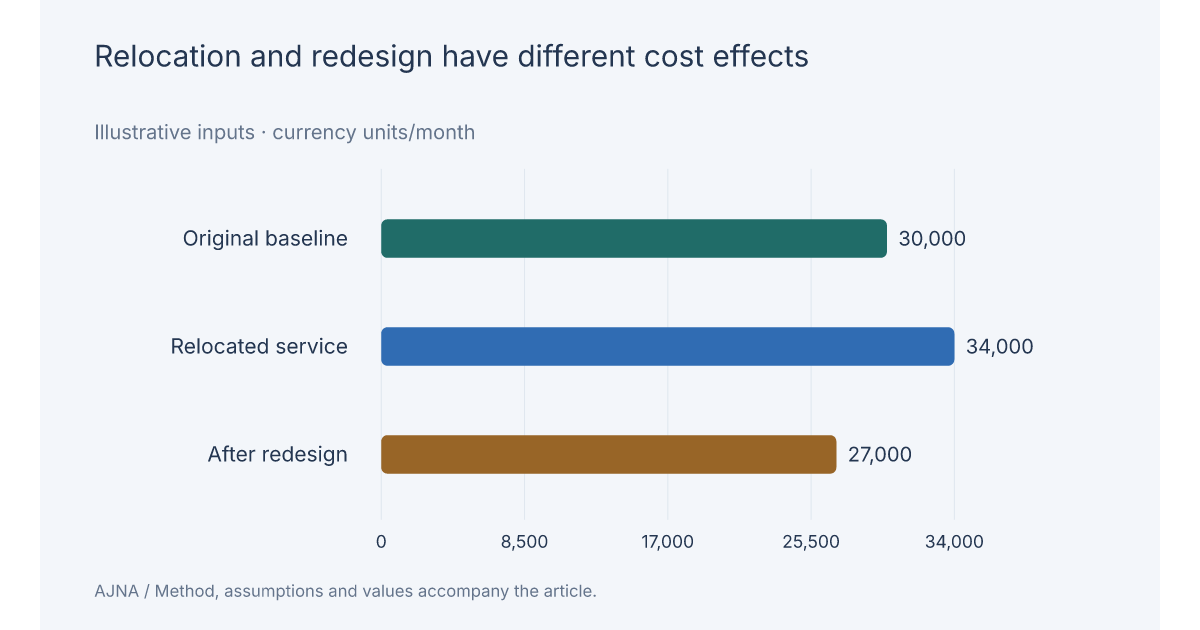 Relocation and redesign have different cost effects
Illustrative inputs · currency units/month
Original baseline 30,000
Relocated service 34,000
After redesign 27,000
0 8,500 17,000 25,500 34,000
AJNA / Method, assumptions and values accompany the article.